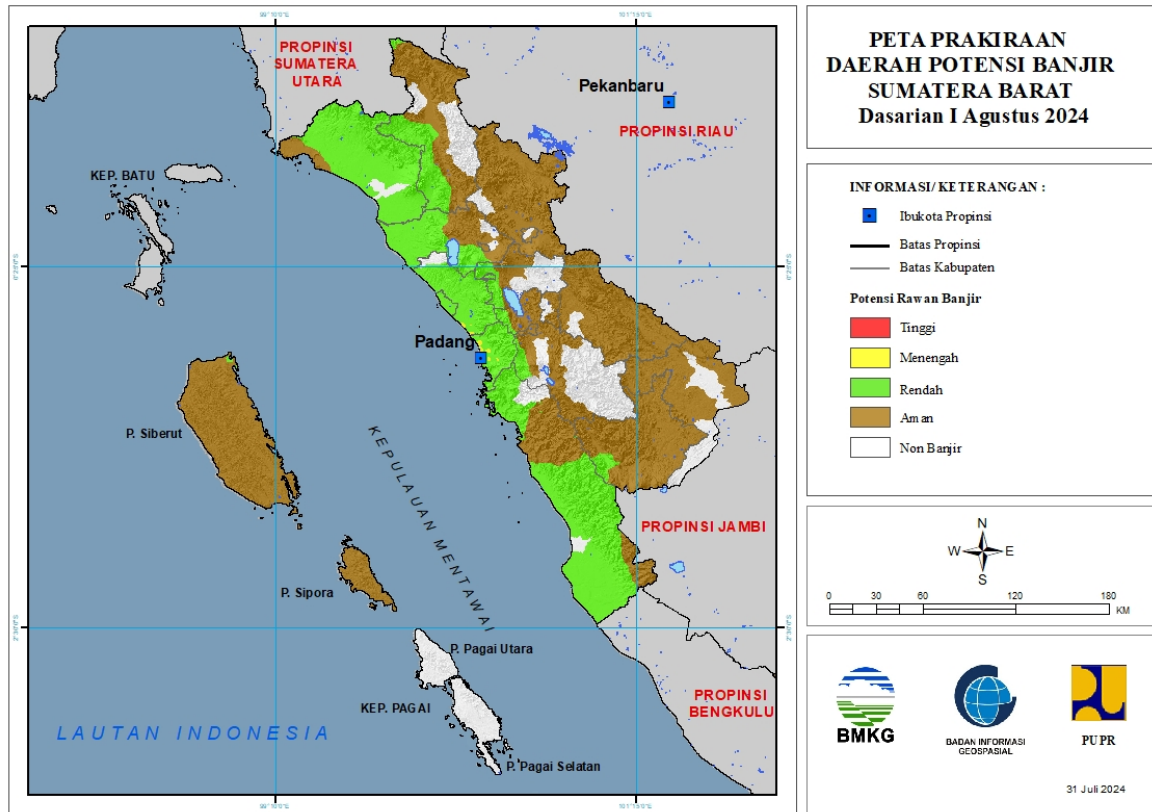 PETA PRAKIRAAN
DAERAH POTENSI BANJIR
SUMATERA BARAT
Dasarian I Agustus 2024
PROPINSI
SUMATERA
UTARA
Pekanbaru
PROPINSI RIAU
KEP. BATU
Padang
P. Siberut
KEPULAUAN MENTAWAI
PROPINSI JAMBI
P. Sipora
P. Pagai Utara
KEP. PAGAI
PROPINSI
BENGKULU
LAUTAN INDONESIA
P. Pagai Selatan
INFORMASI/KETERANGAN :
Ibukota Propinsi
Batas Propinsi
Batas Kabupaten
Potensi Rawan Banjir
Tinggi
Menengah
Rendah
Aman
Non Banjir
N
W
E
S
0 30 60 120 180
KM
BMKG
BADAN INFORMASI
GEOSPASIAL
PUPR
31 Juli 2024